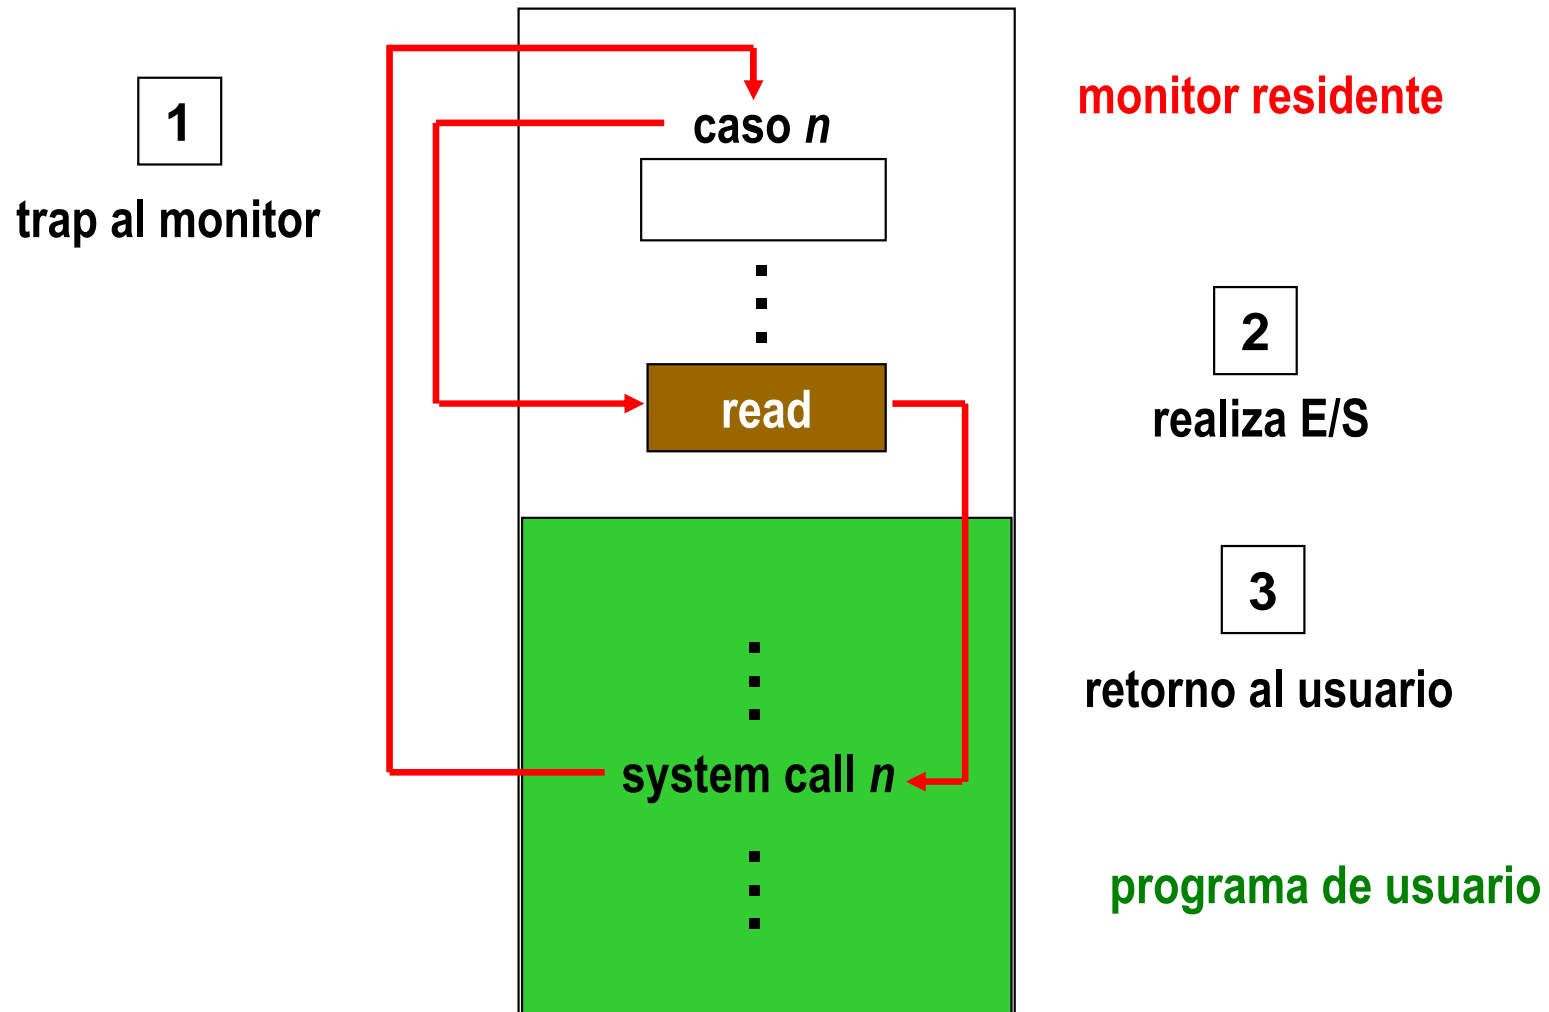 1
trap al monitor
caso n
monitor residente
read
2
realiza E/S
3
retorno al usuario
system call n
programa de usuario